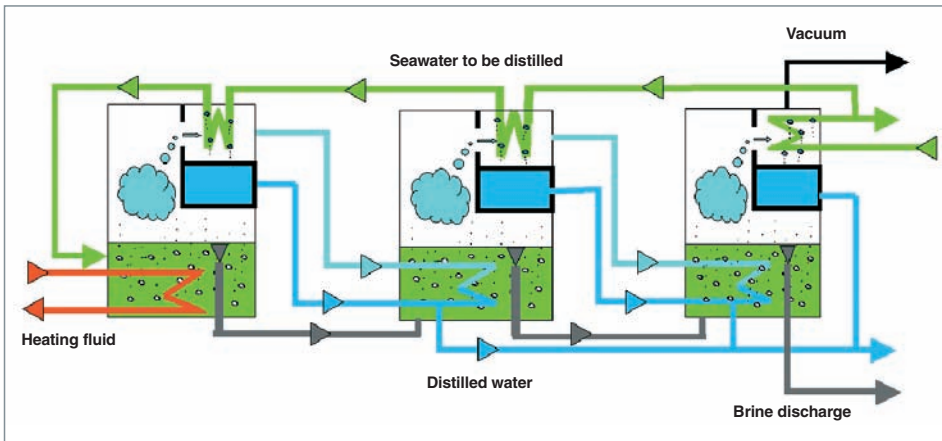 Vacuum
Seawater to be distilled
Heating fluid
Distilled water
Brine discharge